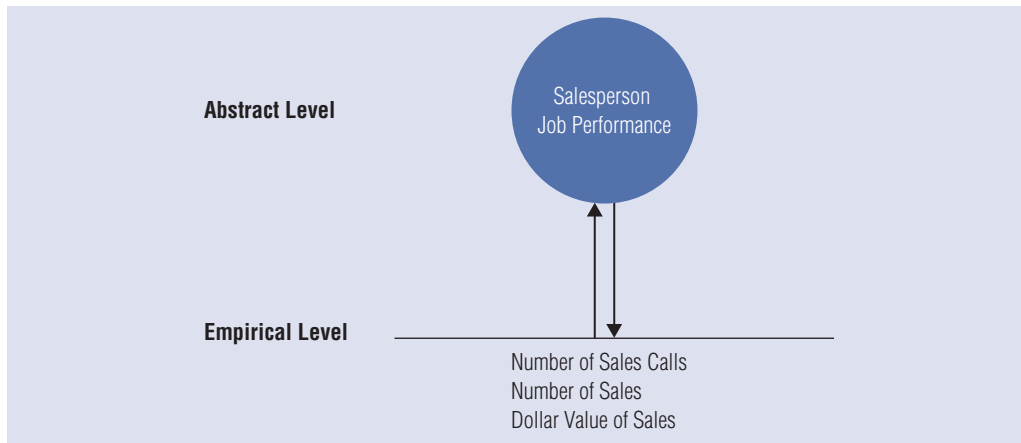 Abstract Level
Salesperson
Job Performance
Empirical Level
Number of Sales Calls
Number of Sales
Dollar Value of Sales